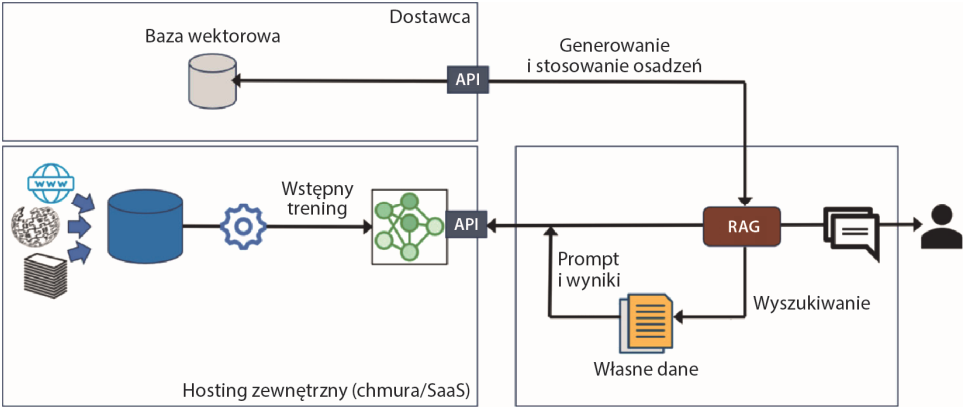 Dostawca
Baza wektorowa
API
Generowanie
i stosowanie osadzeń
WWW
Wstępny
trening
API
RAG
Prompt
i wyniki
Wyszukiwanie
Własne dane
Hosting zewnętrzny (chmura/SaaS)